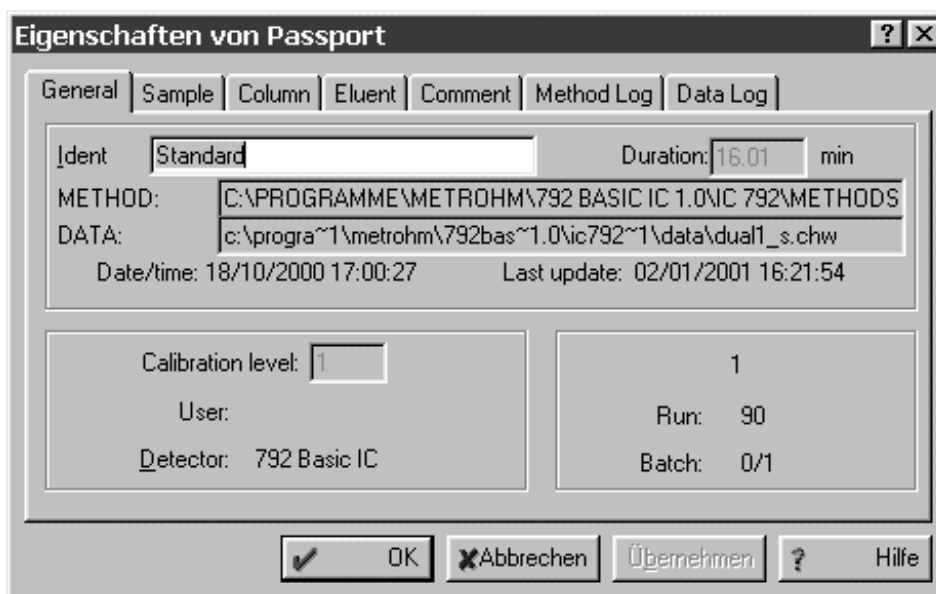 Eigenschaften von Passport ? X
General Sample Column Eluent Comment Method Log Data Log
Ident Standard Duration: 16.01 min
METHOD: C:\PROGRAMME\METROHM\792 BASIC IC 1.0\IC 792\METHODS
DATA: c:\progra~1\metrohm\792bas~1.0\ic792~1\data\dual1_s.chw
Date/time: 18/10/2000 17:00:27 Last update: 02/01/2001 16:21:54
Calibration level: 1
User:
Detector: 792 Basic IC
1
Run: 90
Batch: 0/1
OK Abbrechen Übernehmen ? Hilfe